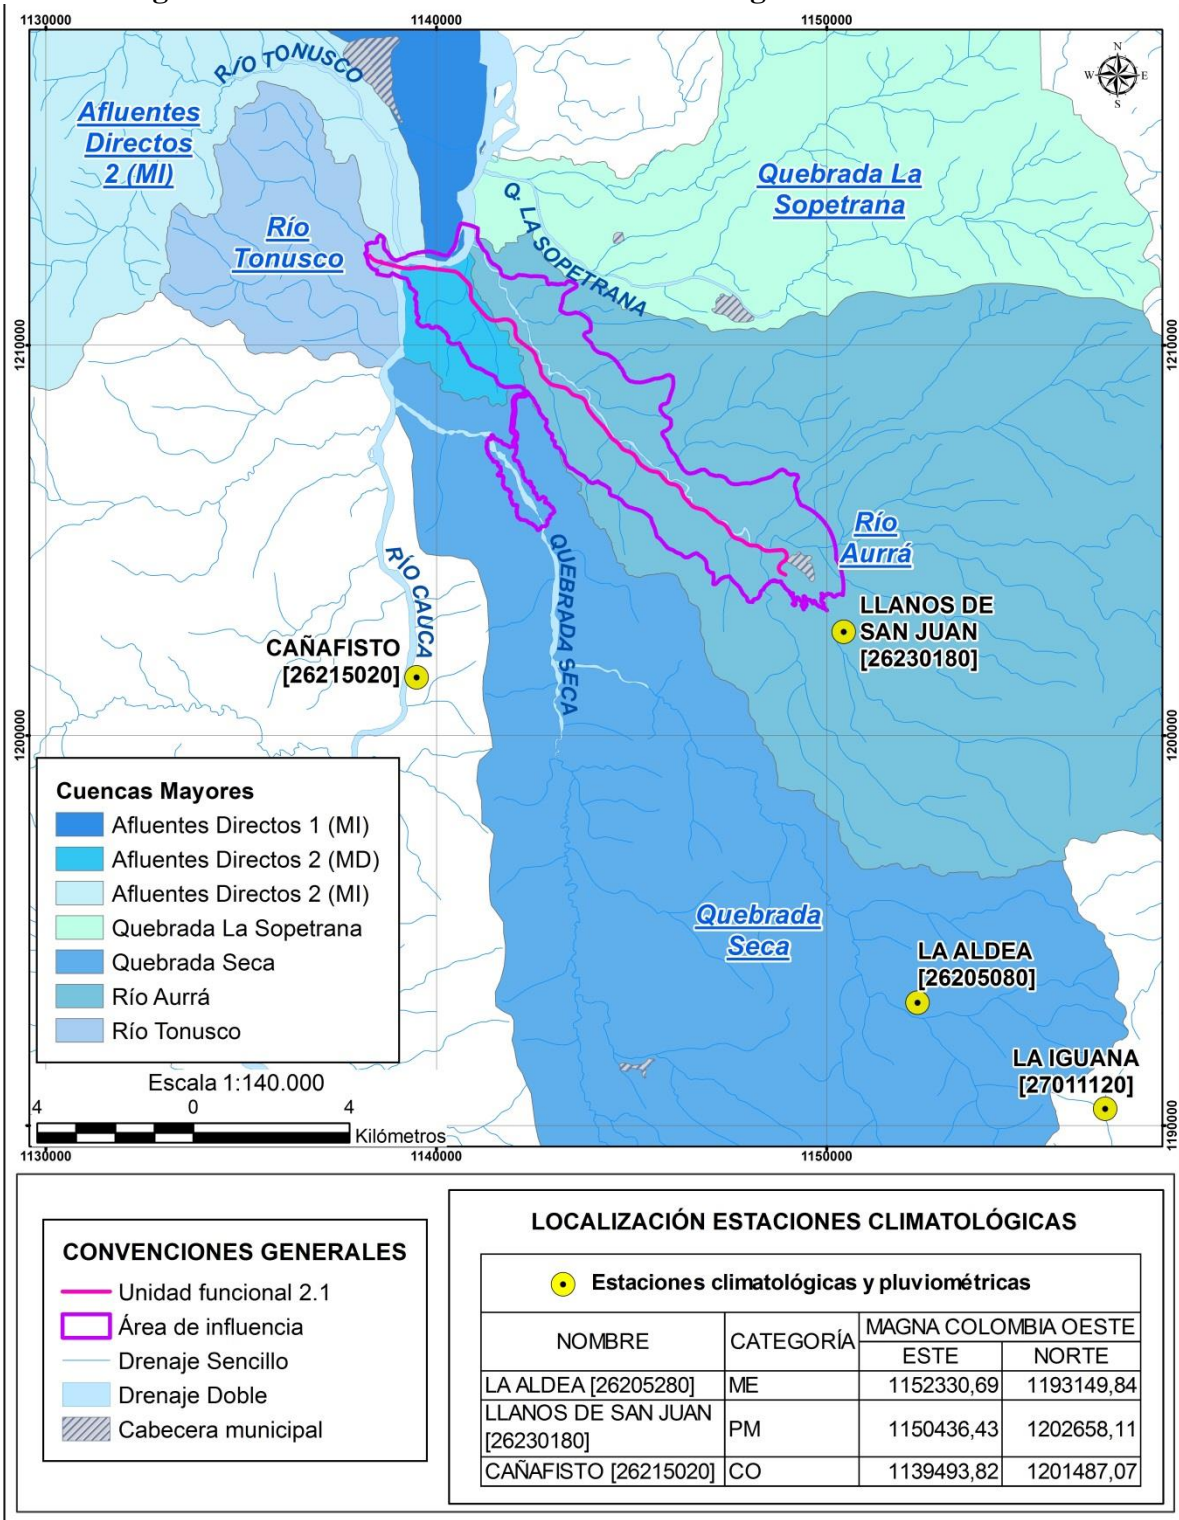 1130000
1140000
1150000
RÍO TONUSCO
N
W
E
S
Afluentes
Directos
2 (MI)
Quebrada La
Sopetrana
Q. LA SOPETRANA
Río
Tonusco
1210000
1210000
Río
Aurrá
QUEBRADA SECA
RÍO CAUCA
LLANOS DE
SAN JUAN
[26230180]
CAÑAFISTO
[26215020]
1200000
1200000
Cuencas Mayores
Afluentes Directos 1 (MI)
Afluentes Directos 2 (MD)
Afluentes Directos 2 (MI)
Quebrada La Sopetrana
Quebrada Seca
Río Aurrá
Río Tonusco
Quebrada
Seca
LA ALDEA
[26205080]
LA IGUANA
[27011120]
Escala 1:140.000
4 0 4
Kilómetros
1190000
1130000
1140000
1150000
CONVENCIONES GENERALES
Unidad funcional 2.1
Área de influencia
Drenaje Sencillo
Drenaje Doble
Cabecera municipal
LOCALIZACIÓN ESTACIONES CLIMATOLÓGICAS
Estaciones climatológicas y pluviométricas
NOMBRE CATEGORÍA MAGNA COLOMBIA OESTE
ESTE NORTE
LA ALDEA [26205280] ME 1152330,69 1193149,84
LLANOS DE SAN JUAN
[26230180] PM 1150436,43 1202658,11
CAÑAFISTO [26215020] CO 1139493,82 1201487,07